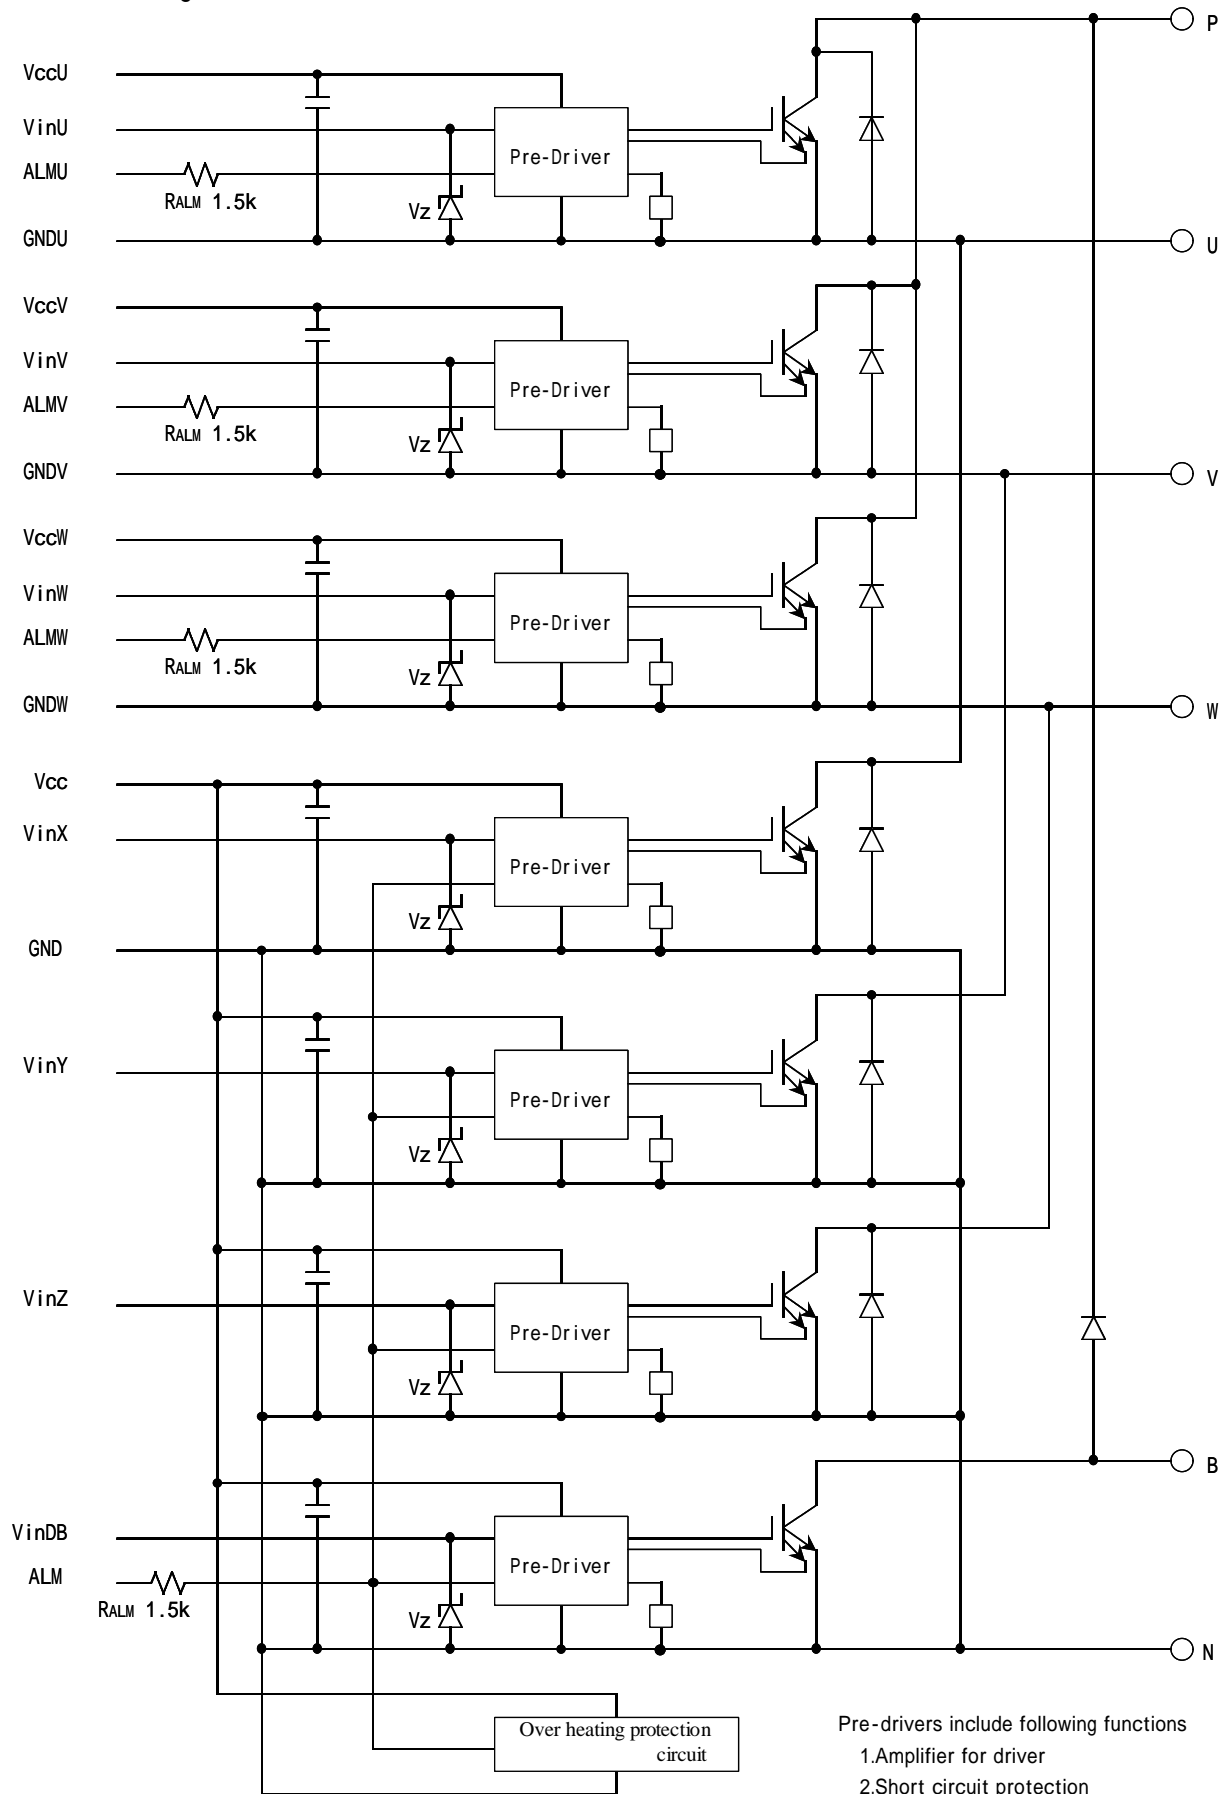 P
VccU
VinU
Pre-Driver
ALMU
RALM 1.5k
Vz
GNDU
U
VccV
VinV
Pre-Driver
ALMV
RALM 1.5k
Vz
GNDV
V
VccW
VinW
Pre-Driver
ALMW
RALM 1.5k
Vz
GNDW
W
Vcc
VinX
Pre-Driver
Vz
GND
VinY
Pre-Driver
Vz
VinZ
Pre-Driver
Vz
B
VinDB
Pre-Driver
ALM
RALM 1.5k
Vz
N
Over heating protection
circuit
Pre-drivers include following functions
1.Amplifier for driver
2.Short circuit protection